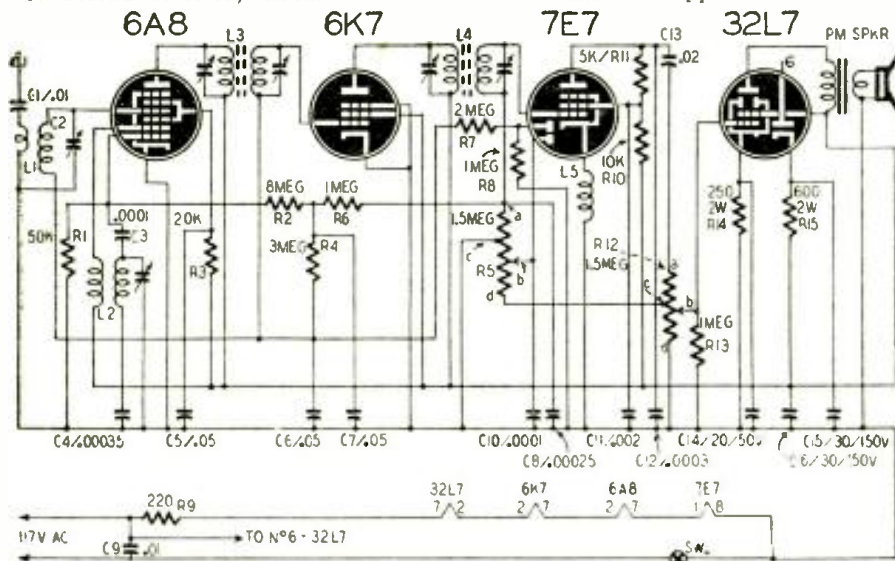 6A8 6K7 7E7 32L7
L3 L4 C13 PM SPKR
5K/R11 .02 6
C1/.01
C2 2 MEG
R7
L1 1MEG
R8 L5 10K
R10
8MEG 1MEG 250 600
.0001 20K R2 R6 1.5MEG a 2W 2W
50K R1 C3 3MEG R4 R12 R14 R15
R3 c 1.5MEG
R5 b b
L2 d 1MEG
R13
C4/.00035 C5/.05 C6/.05 C7/.05 C10/.0001 C11/.002 C14/20/50v C15/30/150V
C8/.00025 C12/.0003 C16/30/150V
32L7 6K7 6A8 7E7
220 R9 7 2 2 7 2 7 1 8
117V AC TO Nº6-32L7
C9 .01 SW.